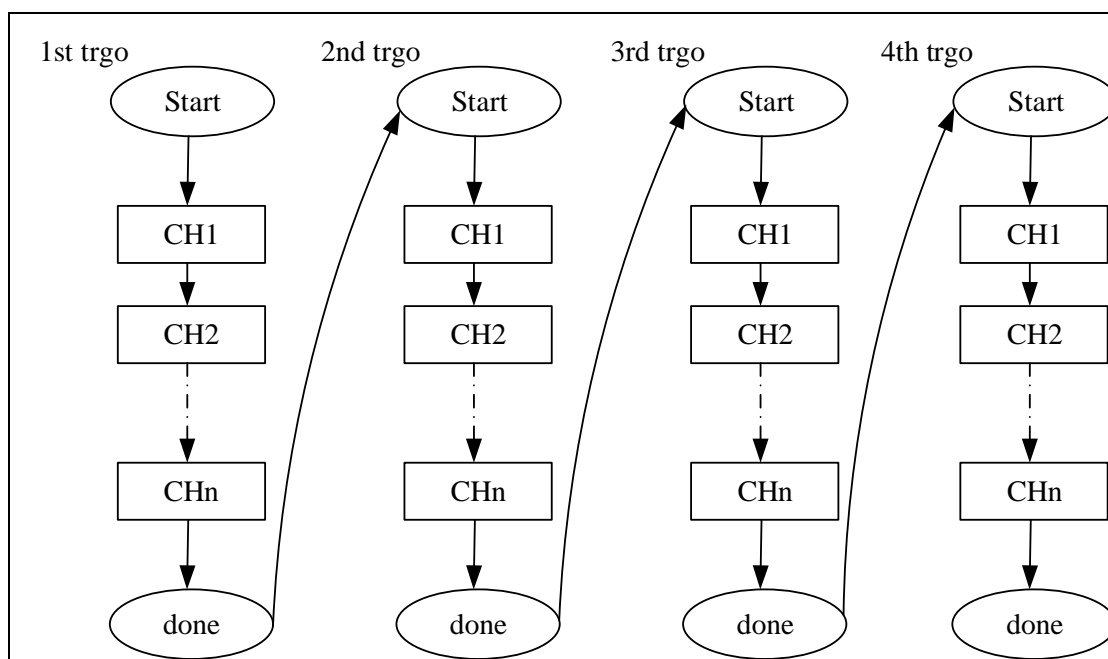 1st trgo
Start
CH1
CH2
CHn
done
2nd trgo
Start
CH1
CH2
CHn
done
3rd trgo
Start
CH1
CH2
CHn
done
4th trgo
Start
CH1
CH2
CHn
done